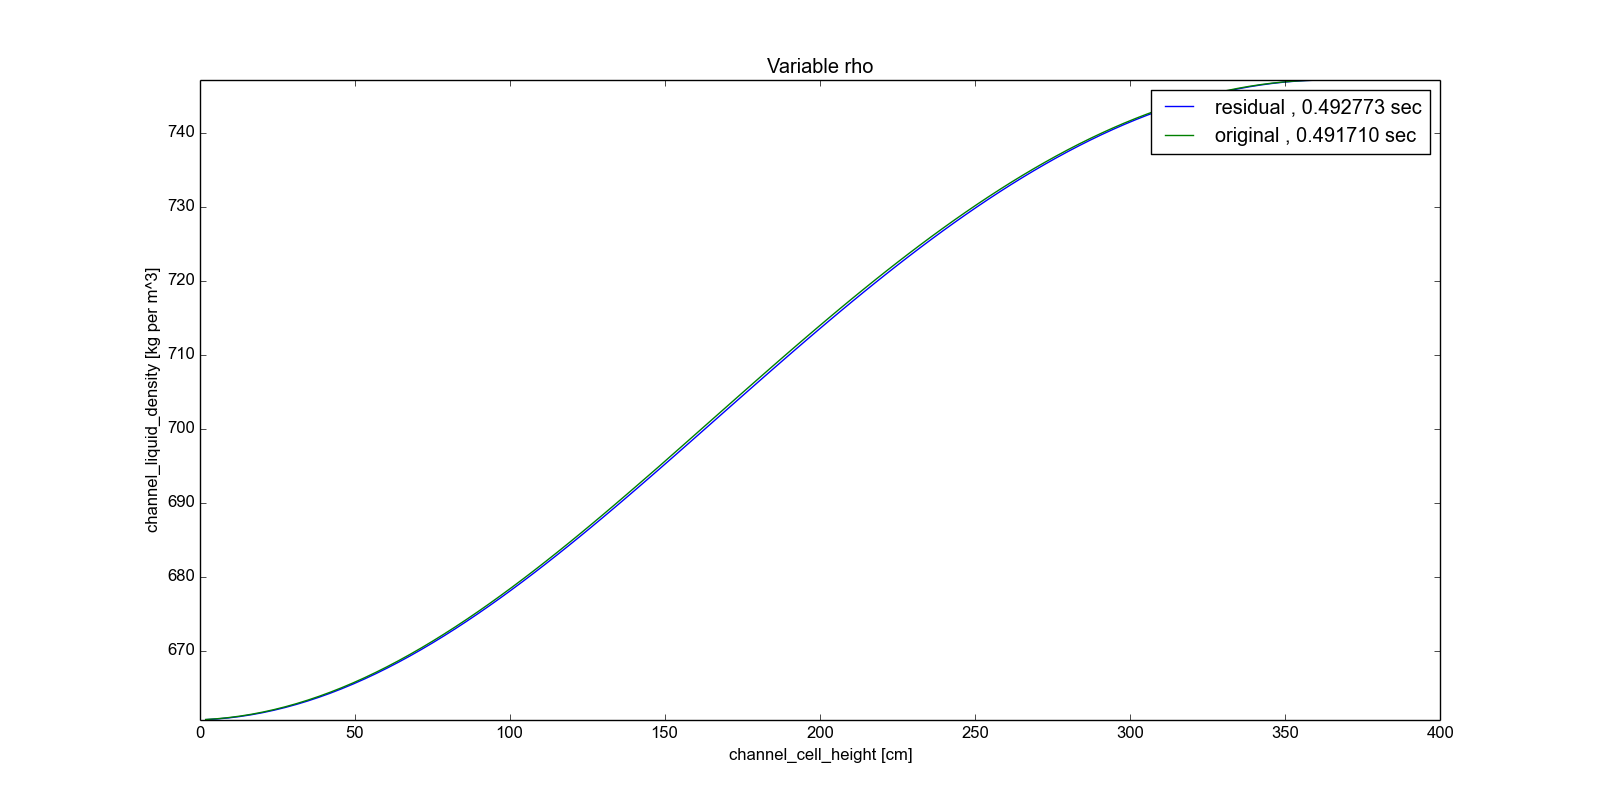 Variable rho
residual , 0.492773 sec
original , 0.491710 sec
channel_liquid_density [kg per m^3]
740
730
720
710
700
690
680
670
0 50 100 150 200 250 300 350 400
channel_cell_height [cm]